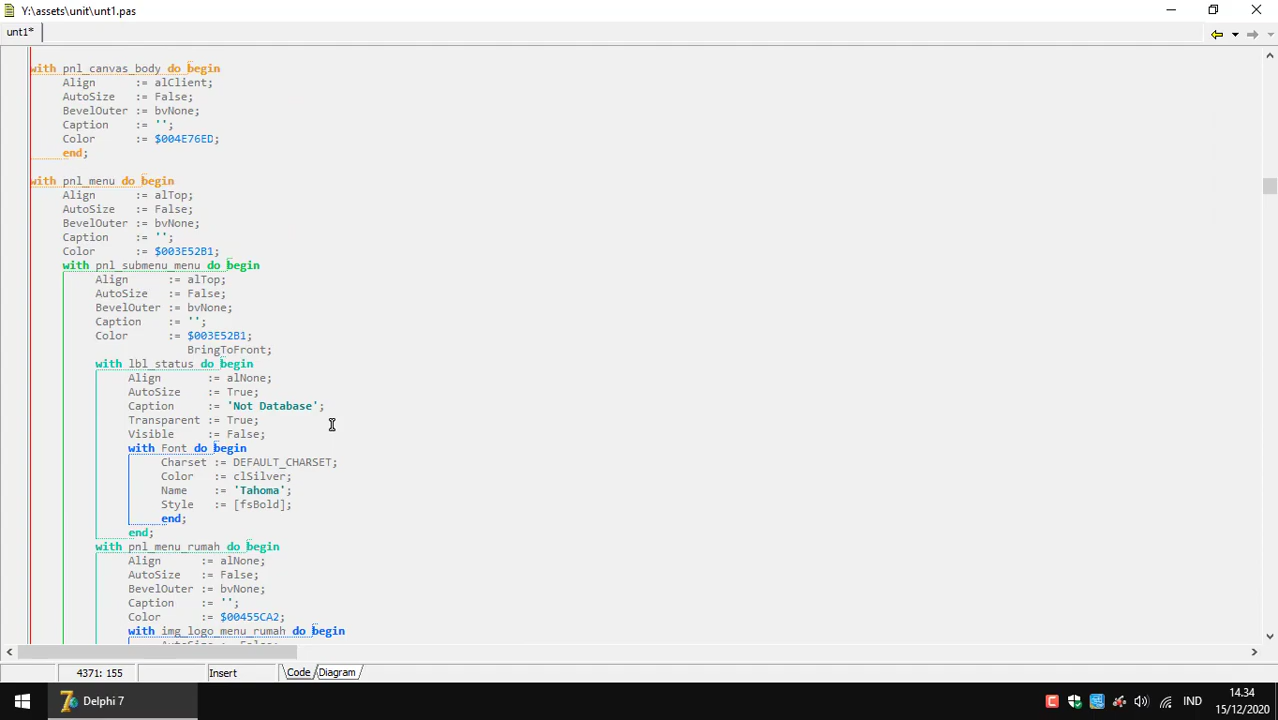 Y:\assets\unit\unt1.pas
unt1*
with pnl_canvas_body do begin
Align := alClient;
AutoSize := False;
BevelOuter := bvNone;
Caption := '';
Color := $004E76ED;
end;
with pnl_menu do begin
Align := alTop;
AutoSize := False;
BevelOuter := bvNone;
Caption := '';
Color := $003E52B1;
with pnl_submenu_menu do begin
Align := alTop;
AutoSize := False;
BevelOuter := bvNone;
Caption := '';
Color := $003E52B1;
BringToFront;
with lbl_status do begin
Align := alNone;
AutoSize := True;
Caption := 'Not Database';
Transparent := True;
Visible := False;
with Font do begin
Charset := DEFAULT_CHARSET;
Color := clSilver;
Name := 'Tahoma';
Style := [fsBold];
end;
end;
with pnl_menu_rumah do begin
Align := alNone;
AutoSize := False;
BevelOuter := bvNone;
Caption := '';
Color := $00455CA2;
with img_logo_menu_rumah do begin
4371: 155
Insert
Code
Diagram
Delphi 7
IND
14.34
15/12/2020